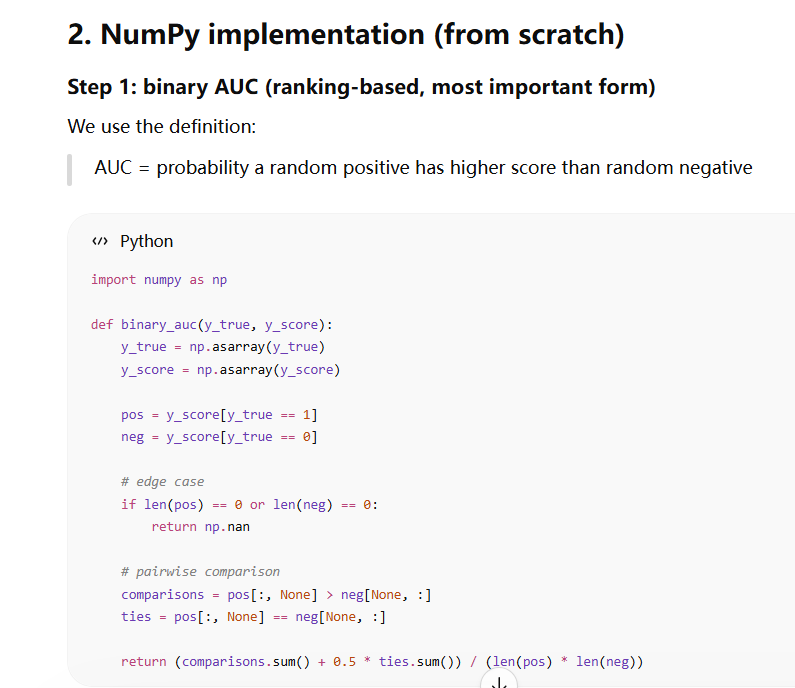 2. NumPy implementation (from scratch)
Step 1: binary AUC (ranking-based, most important form)
We use the definition:
AUC = probability a random positive has higher score than random negative
</> Python
import numpy as np
def binary_auc(y_true, y_score):
    y_true = np.asarray(y_true)
    y_score = np.asarray(y_score)
    pos = y_score[y_true == 1]
    neg = y_score[y_true == 0]
    # edge case
    if len(pos) == 0 or len(neg) == 0:
        return np.nan
    # pairwise comparison
    comparisons = pos[:, None] > neg[None, :]
    ties = pos[:, None] == neg[None, :]
    return (comparisons.sum() + 0.5 * ties.sum()) / (len(pos) * len(neg))